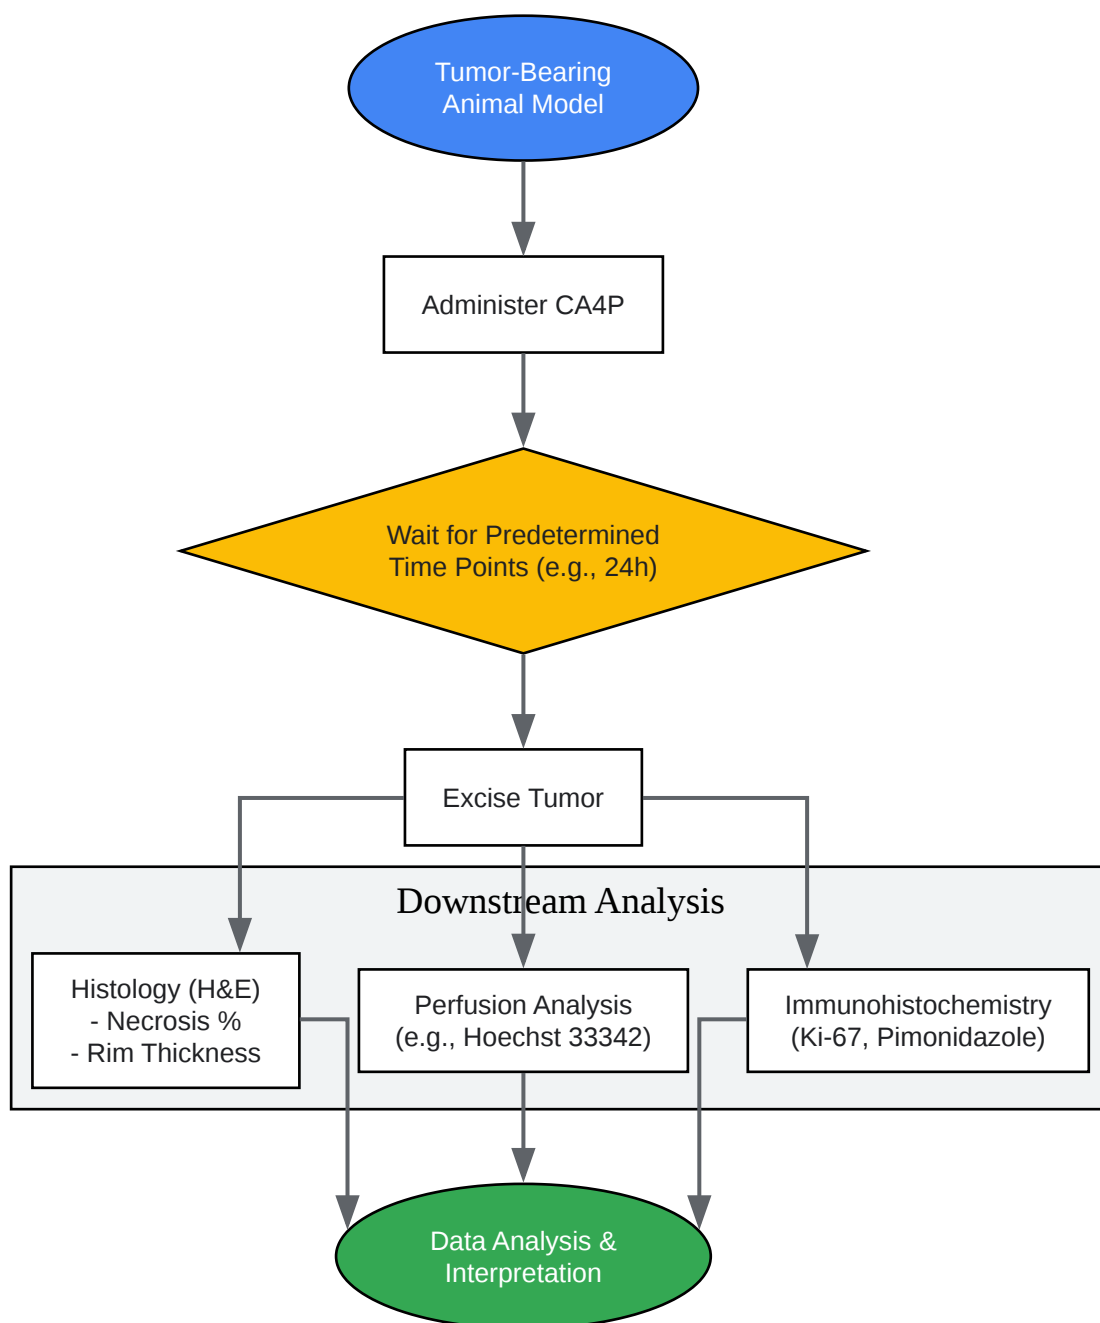 Tumor-Bearing
Animal Model
Administer CA4P
Wait for Predetermined
Time Points (e.g., 24h)
Excise Tumor
Downstream Analysis
Histology (H&E)
- Necrosis %
- Rim Thickness
Perfusion Analysis
(e.g., Hoechst 33342)
Immunohistochemistry
(Ki-67, Pimonidazole)
Data Analysis &
Interpretation